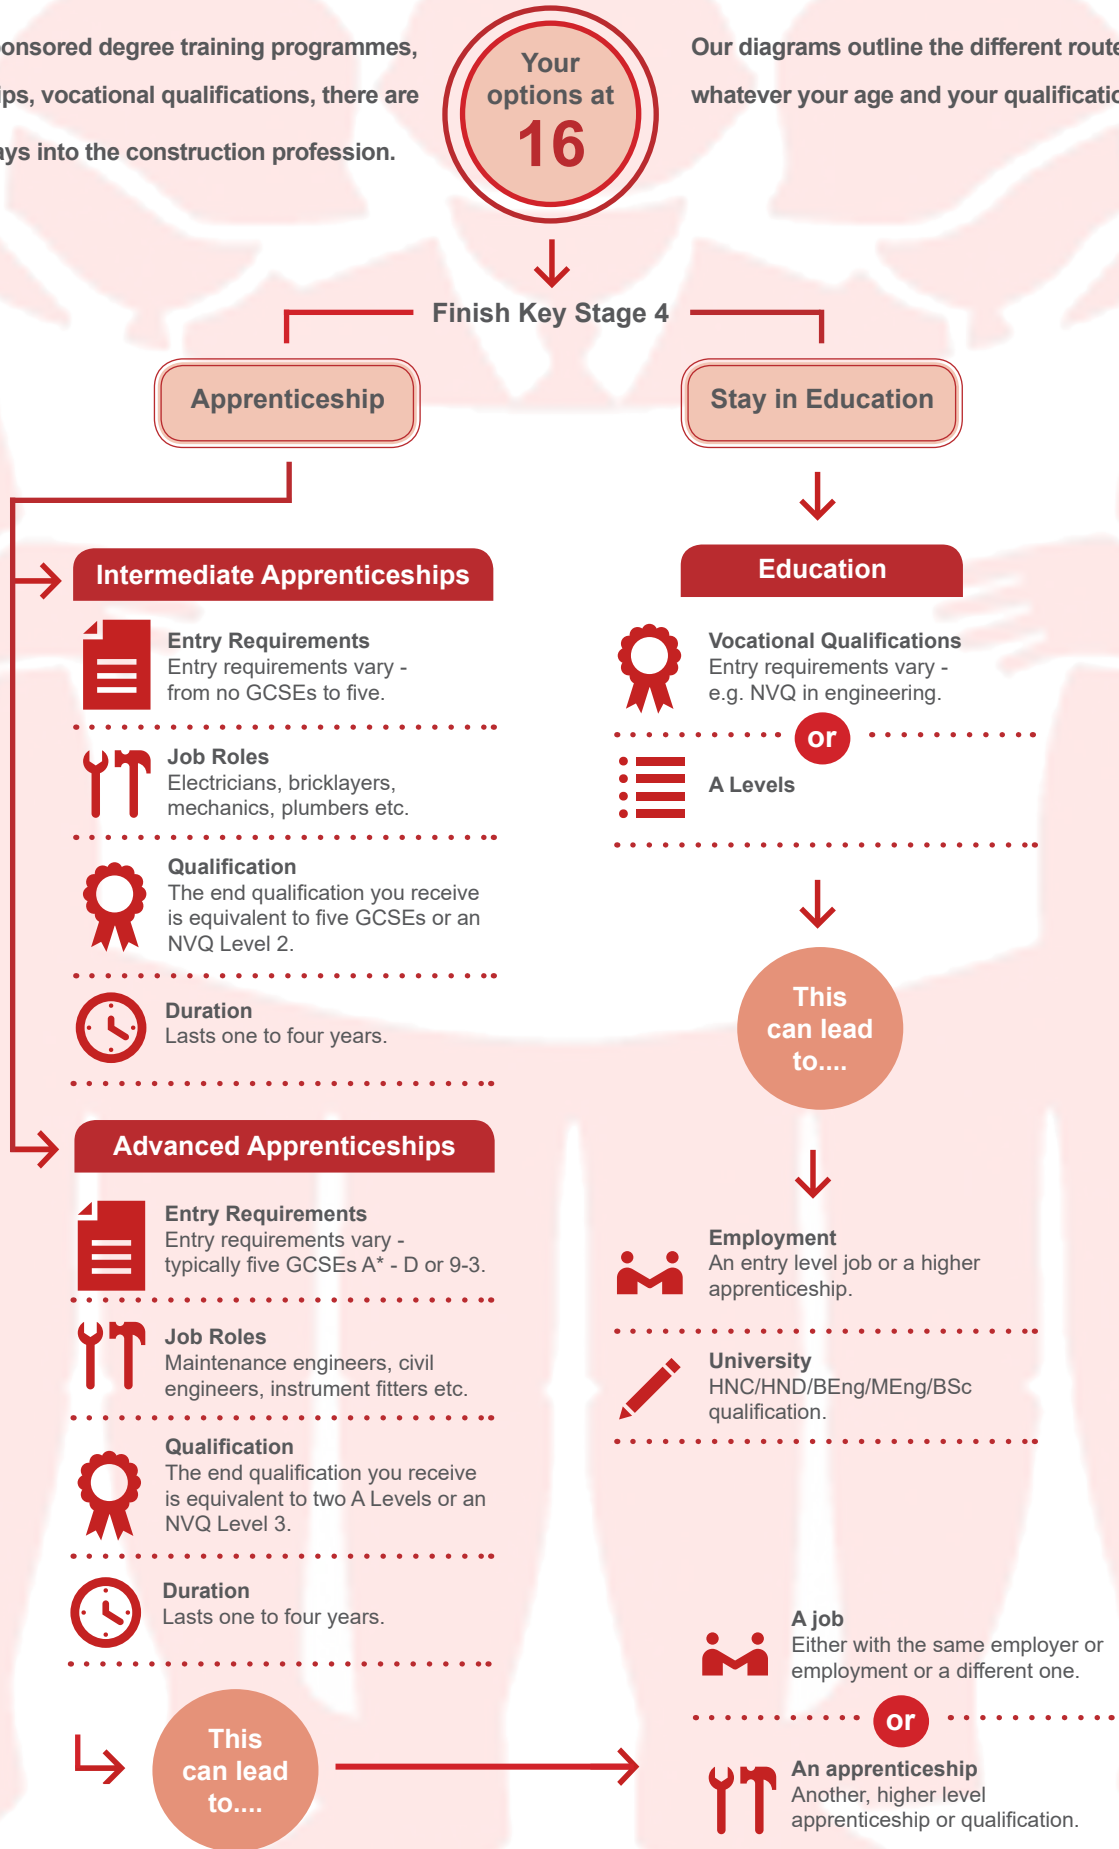 onsored degree training programmes,
ips, vocational qualifications, there are
ays into the construction profession.
Your
options at
16
Our diagrams outline the different route
whatever your age and your qualificatio
Finish Key Stage 4
Apprenticeship
Stay in Education
Intermediate Apprenticeships
Entry Requirements
Entry requirements vary -
from no GCSEs to five.
Job Roles
Electricians, bricklayers,
mechanics, plumbers etc.
Qualification
The end qualification you receive
is equivalent to five GCSEs or an
NVQ Level 2.
Duration
Lasts one to four years.
Advanced Apprenticeships
Entry Requirements
Entry requirements vary -
typically five GCSEs A* - D or 9-3.
Job Roles
Maintenance engineers, civil
engineers, instrument fitters etc.
Qualification
The end qualification you receive
is equivalent to two A Levels or an
NVQ Level 3.
Duration
Lasts one to four years.
This
can lead
to....
Education
Vocational Qualifications
Entry requirements vary -
e.g. NVQ in engineering.
or
A Levels
This
can lead
to....
Employment
An entry level job or a higher
apprenticeship.
University
HNC/HND/BEng/MEng/BSc
qualification.
A job
Either with the same employer or
employment or a different one.
or
An apprenticeship
Another, higher level
apprenticeship or qualification.